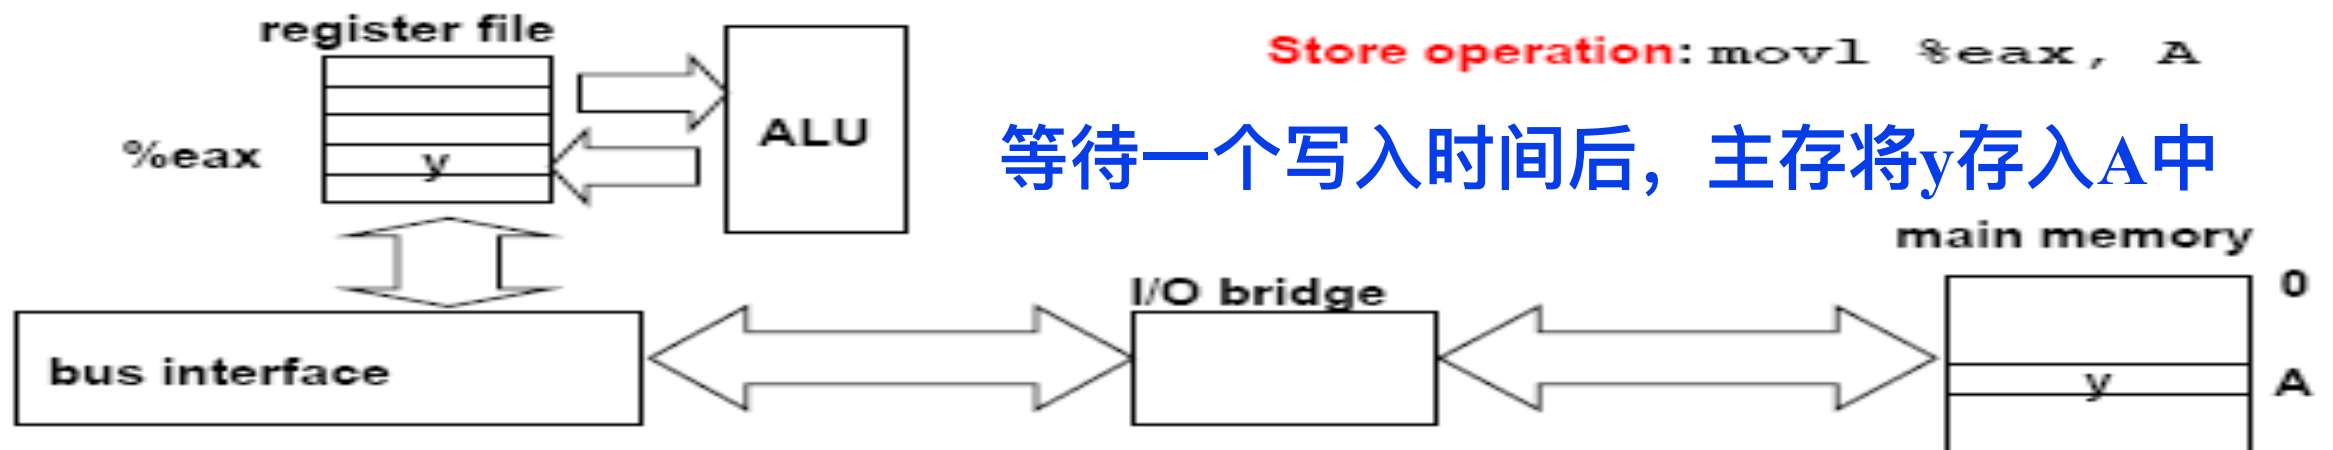 register file
Store operation: movl %eax, A
ALU
%eax
y
等待一个写入时间后，主存将y存入A中
main memory
I/O bridge
0
bus interface
y
A